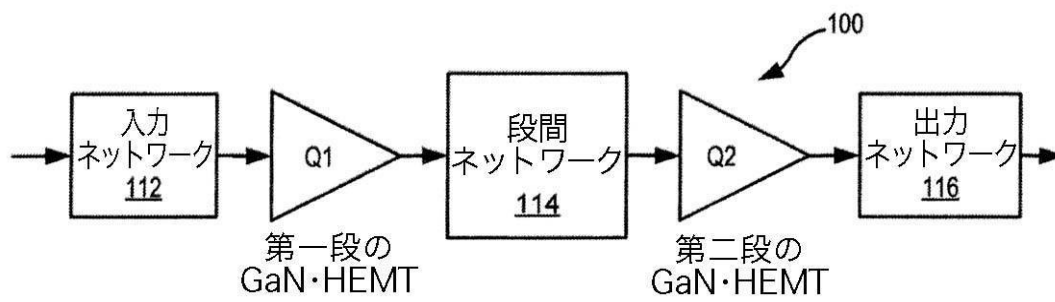 100
入力
ネットワーク
112
Q1
段間
ネットワーク
114
Q2
出力
ネットワーク
116
第一段の
GaN·HEMT
第二段の
GaN·HEMT